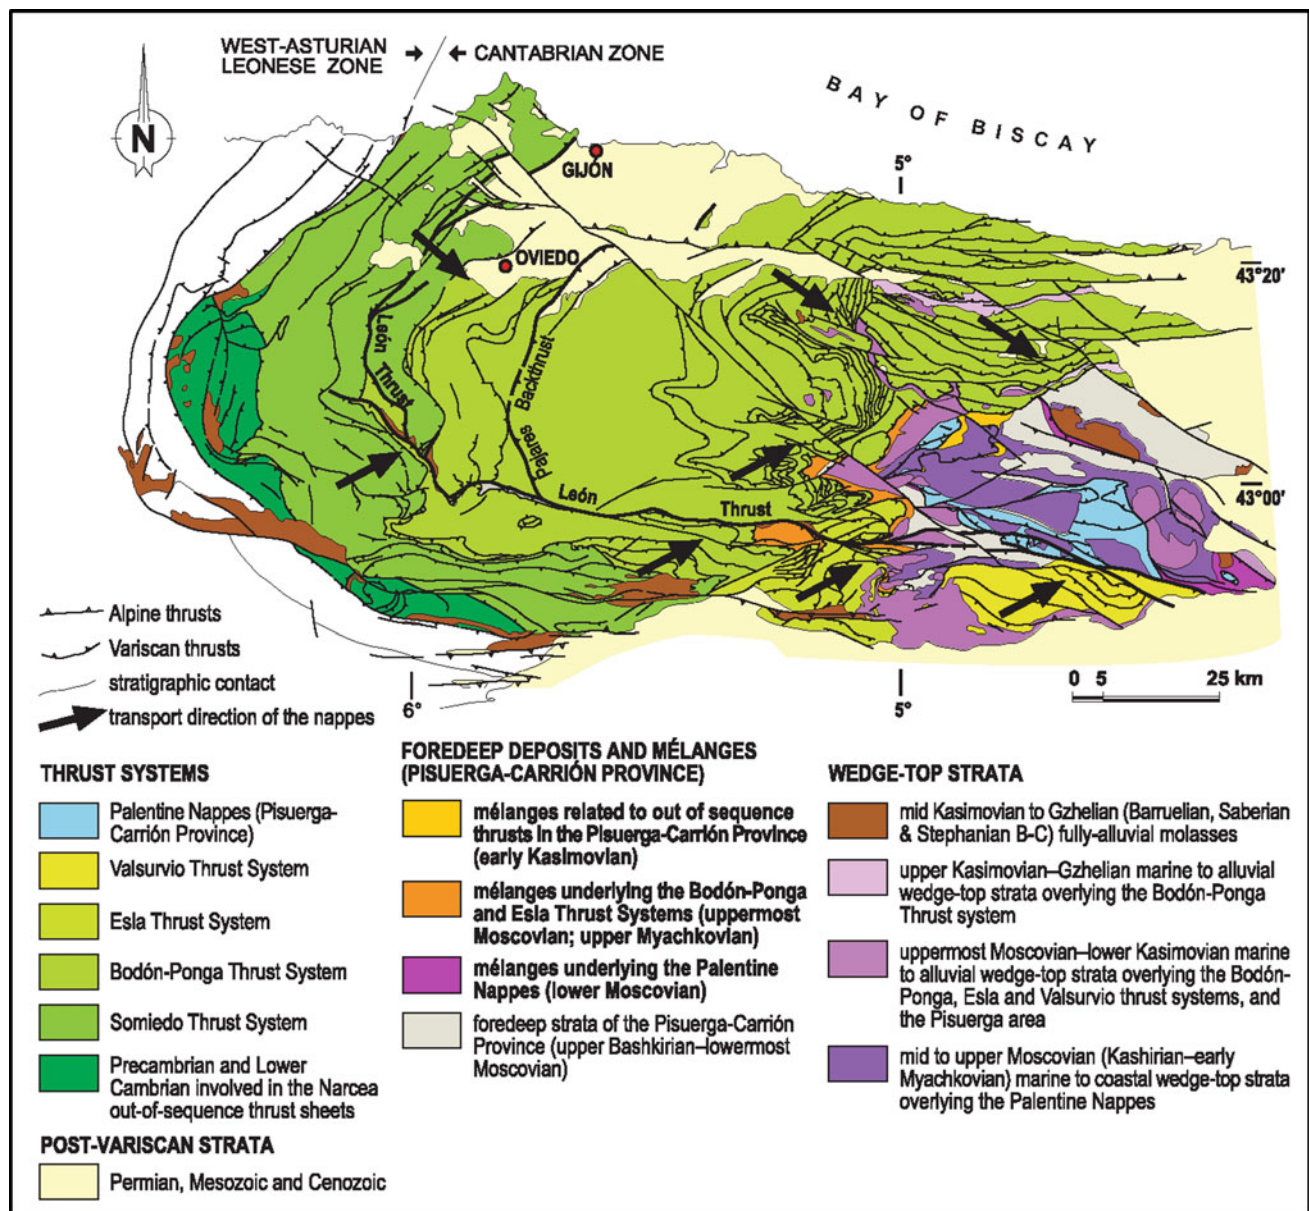 WEST-ASTURIAN
LEONESE ZONE
CANTABRIAN ZONE
BAY OF BISCAY
N
GIJÓN
5°
OVIEDO
43°20'
León
Thrust
Pajares Backthrust
León
Thrust
43°00'
Alpine thrusts
Variscan thrusts
stratigraphic contact
transport direction of the nappes
6°
5°
0 5 25 km
THRUST SYSTEMS
Palentine Nappes (Pisuerga-
Carrión Province)
Valsurvio Thrust System
Esla Thrust System
Bodón-Ponga Thrust System
Somiedo Thrust System
Precambrian and Lower
Cambrian involved in the Narcea
out-of-sequence thrust sheets
POST-VARISCAN STRATA
Permian, Mesozoic and Cenozoic
FOREDEEP DEPOSITS AND MÉLANGES
(PISUERGA-CARRIÓN PROVINCE)
mélanges related to out of sequence
thrusts in the Pisuerga-Carrión Province
(early Kasimovian)
mélanges underlying the Bodón-Ponga
and Esla Thrust Systems (uppermost
Moscovian; upper Myachkovian)
mélanges underlying the Palentine
Nappes (lower Moscovian)
foredeep strata of the Pisuerga-Carrión
Province (upper Bashkirian–lowermost
Moscovian)
WEDGE-TOP STRATA
mid Kasimovian to Gzhelian (Barruelian, Saberian
& Stephanian B-C) fully-alluvial molasses
upper Kasimovian–Gzhelian marine to alluvial
wedge-top strata overlying the Bodón-Ponga
Thrust system
uppermost Moscovian–lower Kasimovian marine
to alluvial wedge-top strata overlying the Bodón-
Ponga, Esla and Valsurvio thrust systems, and
the Pisuerga area
mid to upper Moscovian (Kashirian–early
Myachkovian) marine to coastal wedge-top strata
overlying the Palentine Nappes